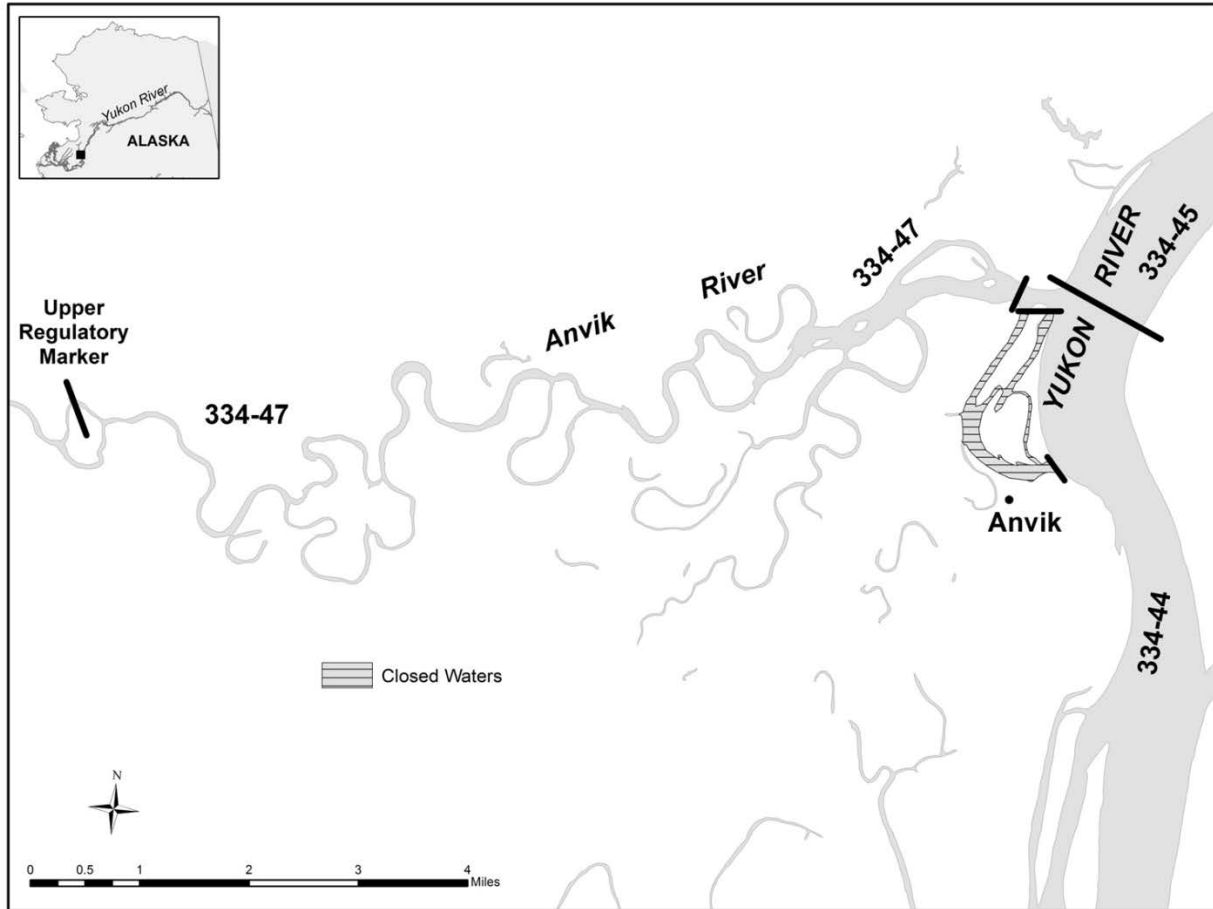 Yukon River
ALASKA
334-47
RIVER
334-45
River
Anvik
Upper
Regulatory
Marker
YUKON
334-47
Anvik
334-44
Closed Waters
N
0 0.5 1 2 3 4
Miles